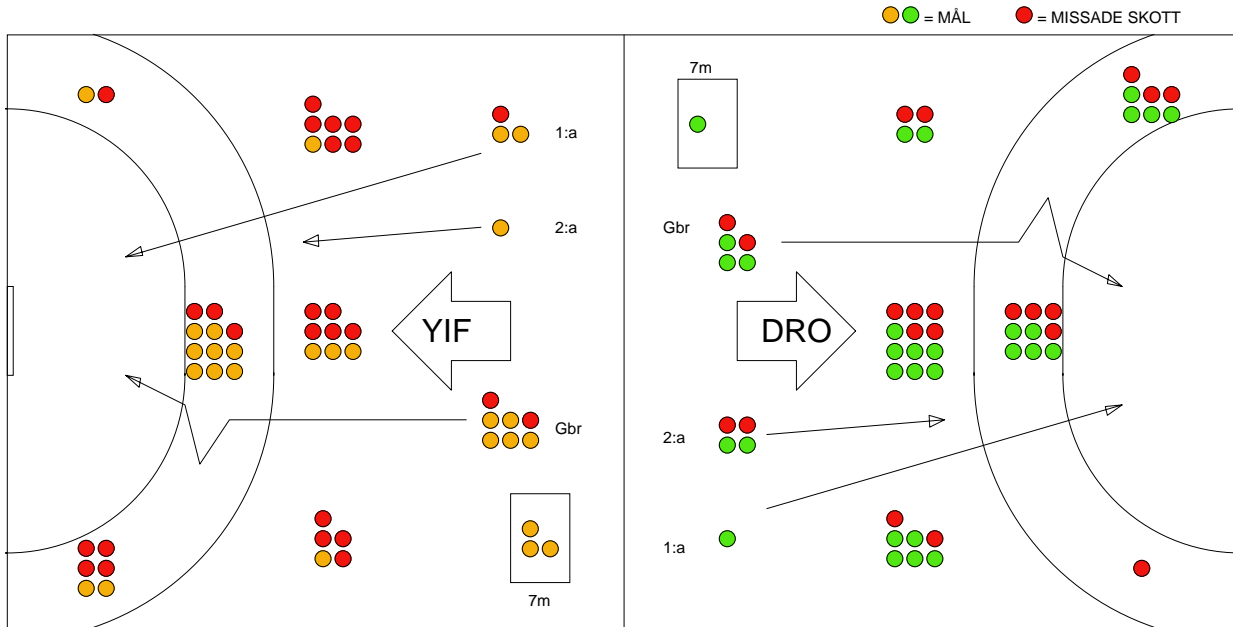 = MÅL = MISSADE SKOTT
7m
1:a
2:a
Gbr
YIF
DRO
Gbr
2:a
1:a
7m